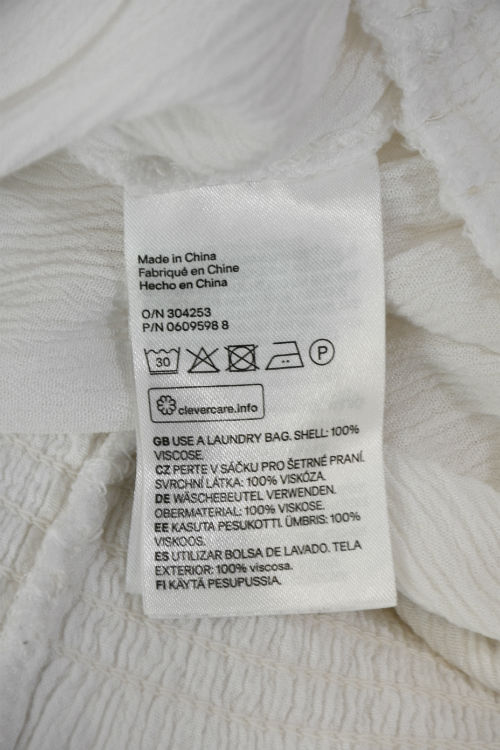 Made in China
Fabriqué en Chine
Hecho en China
O/N 304253
P/N 0609598 8
30
P
clevercare.info
GB USE A LAUNDRY BAG. SHELL: 100%
VISCOSE.
CZ PERTE V SÁČKU PRO ŠETRNÉ PRANÍ.
SVRCHNÍ LÁTKA: 100% VISKÓZA.
DE WÄSCHEBEUTEL VERWENDEN.
OBERMATERIAL: 100% VISKOSE.
EE KASUTA PESUKOTTI. ÜMBRIS: 100%
VISKOOS.
ES UTILIZAR BOLSA DE LAVADO. TELA
EXTERIOR: 100% viscosa.
FI KÄYTÄ PESUPUSSIA.